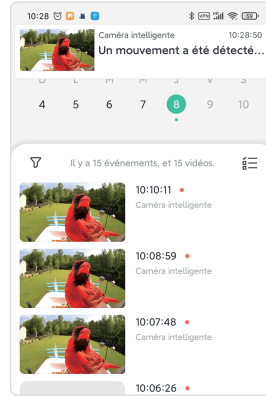 10:28 VPN 59
Caméra intelligente 10:28:50
Un mouvement a été détecté...
D L M M J V S
4 5 6 7 8 9 10
Il y a 15 événements, et 15 vidéos.
10:10:11
Caméra intelligente
10:08:59
Caméra intelligente
10:07:48
Caméra intelligente
10:06:26